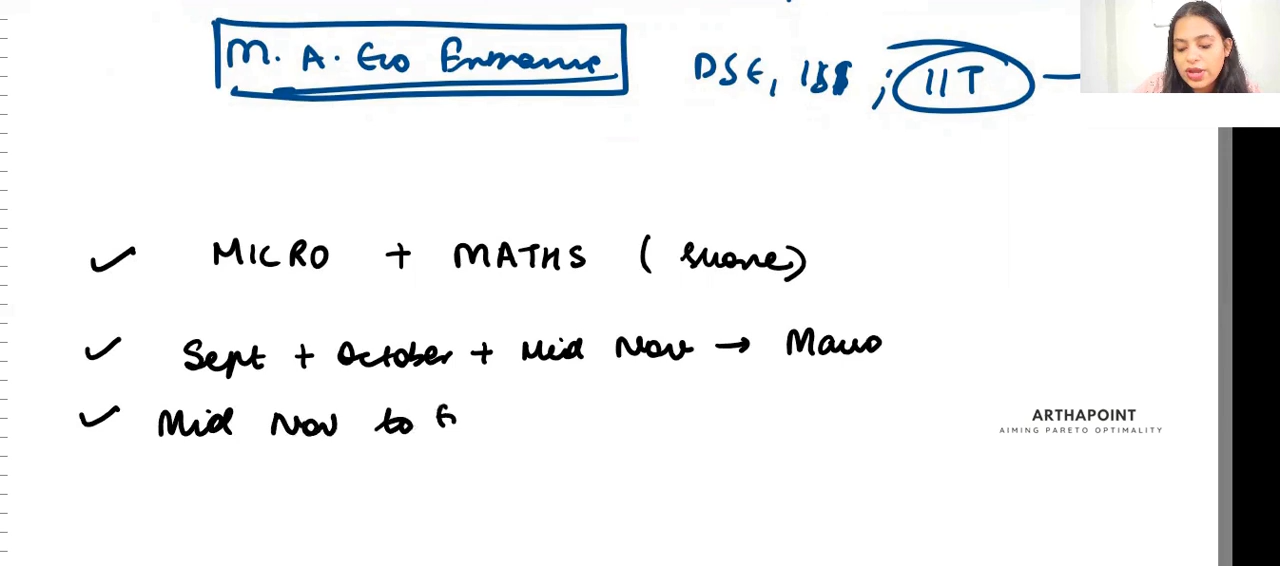 M. A. Eco Entrance DSE, ISI ; IIT —
MICRO + MATHS (
Sept + October + Mid Nov → Macro
Mid Nov to
ARTHAPOINT
AIMING PARETO OPTIMALITY